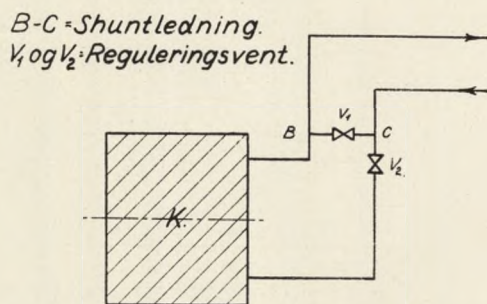 B-C = Shuntledning.
V₁ og V₂: Reguleringsvent.
V₁
B
C
V₂.
K.